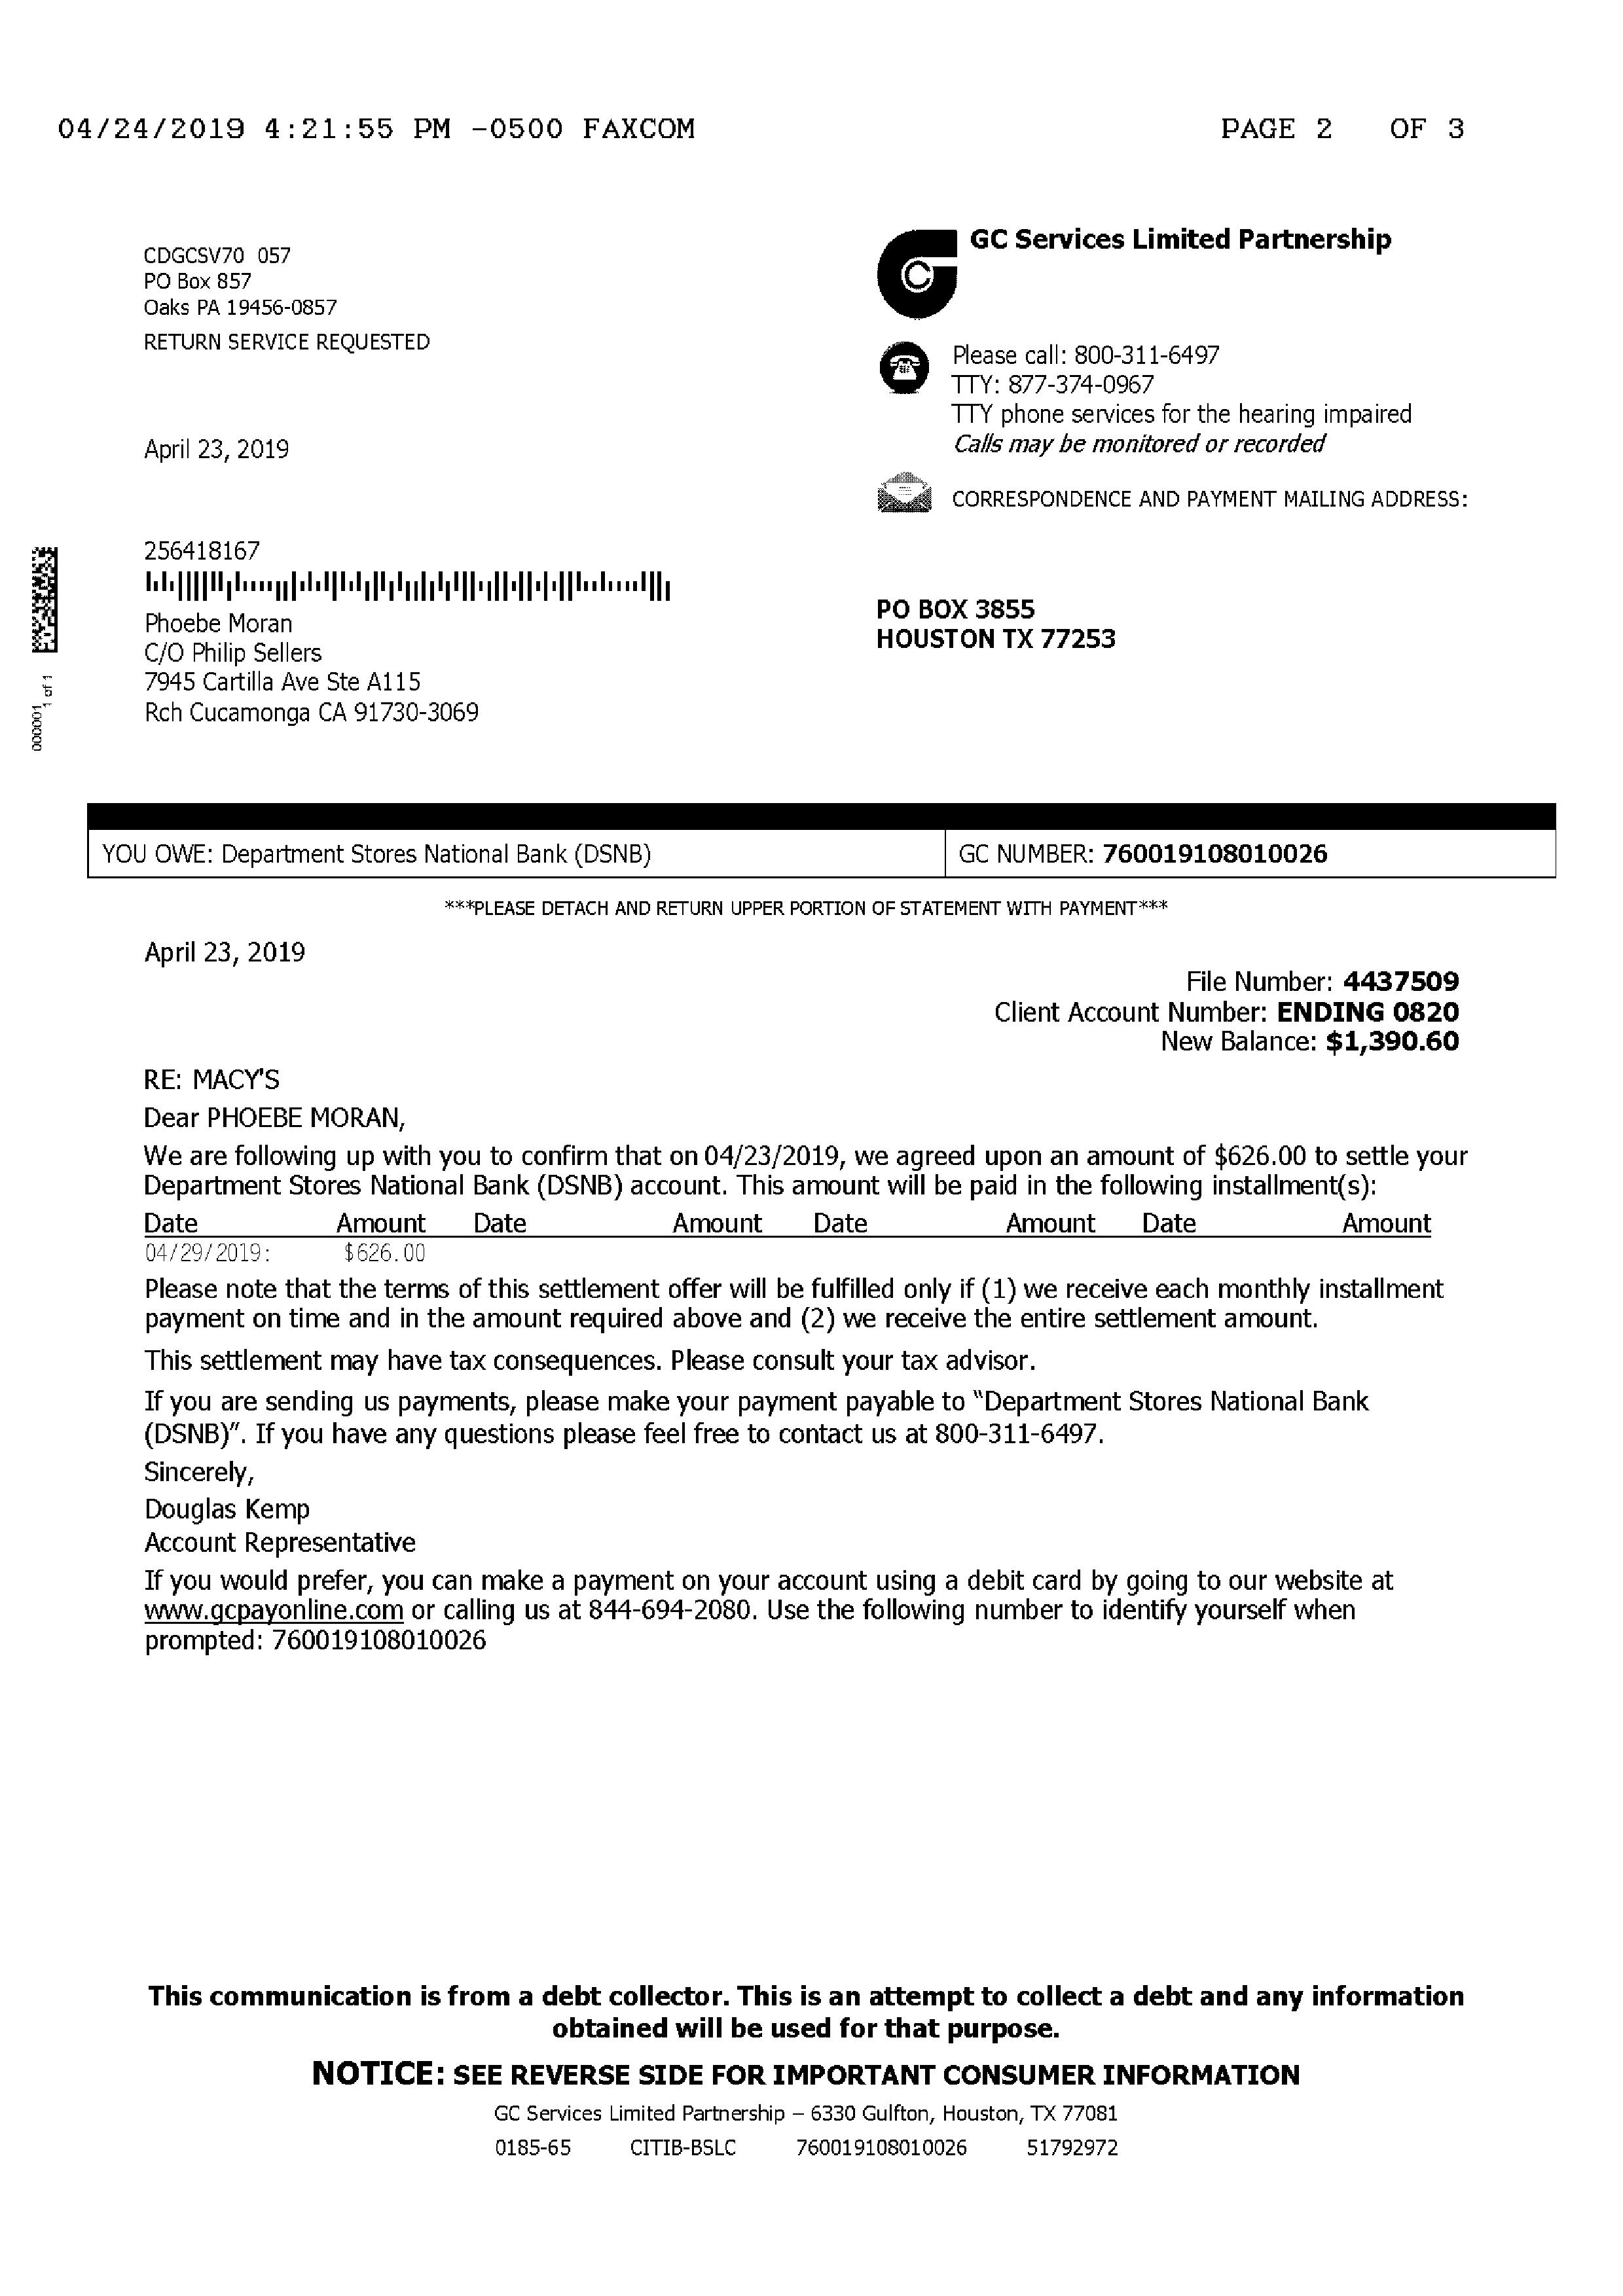 04/24/2019 4:21:55 PM -0500 FAXCOM PAGE 2 OF 3
CDGCSV70 057
PO Box 857
Oaks PA 19456-0857
RETURN SERVICE REQUESTED
GC Services Limited Partnership
Please call: 800-311-6497
TTY: 877-374-0967
TTY phone services for the hearing impaired
Calls may be monitored or recorded
April 23, 2019
CORRESPONDENCE AND PAYMENT MAILING ADDRESS:
256418167
Phoebe Moran
C/O Philip Sellers
7945 Cartilla Ave Ste A115
Rch Cucamonga CA 91730-3069
PO BOX 3855
HOUSTON TX 77253
000001
1 of 1
YOU OWE: Department Stores National Bank (DSNB) GC NUMBER: 760019108010026
***PLEASE DETACH AND RETURN UPPER PORTION OF STATEMENT WITH PAYMENT***
April 23, 2019
File Number: 4437509
Client Account Number: ENDING 0820
New Balance: $1,390.60
RE: MACY'S
Dear PHOEBE MORAN,
We are following up with you to confirm that on 04/23/2019, we agreed upon an amount of $626.00 to settle your
Department Stores National Bank (DSNB) account. This amount will be paid in the following installment(s):
Date Amount Date Amount Date Amount Date Amount
04/29/2019: $626.00
Please note that the terms of this settlement offer will be fulfilled only if (1) we receive each monthly installment
payment on time and in the amount required above and (2) we receive the entire settlement amount.
This settlement may have tax consequences. Please consult your tax advisor.
If you are sending us payments, please make your payment payable to "Department Stores National Bank
(DSNB)". If you have any questions please feel free to contact us at 800-311-6497.
Sincerely,
Douglas Kemp
Account Representative
If you would prefer, you can make a payment on your account using a debit card by going to our website at
www.gcpayonline.com or calling us at 844-694-2080. Use the following number to identify yourself when
prompted: 760019108010026
This communication is from a debt collector. This is an attempt to collect a debt and any information
obtained will be used for that purpose.
NOTICE: SEE REVERSE SIDE FOR IMPORTANT CONSUMER INFORMATION
GC Services Limited Partnership – 6330 Gulfton, Houston, TX 77081
0185-65 CITIB-BSLC 760019108010026 51792972